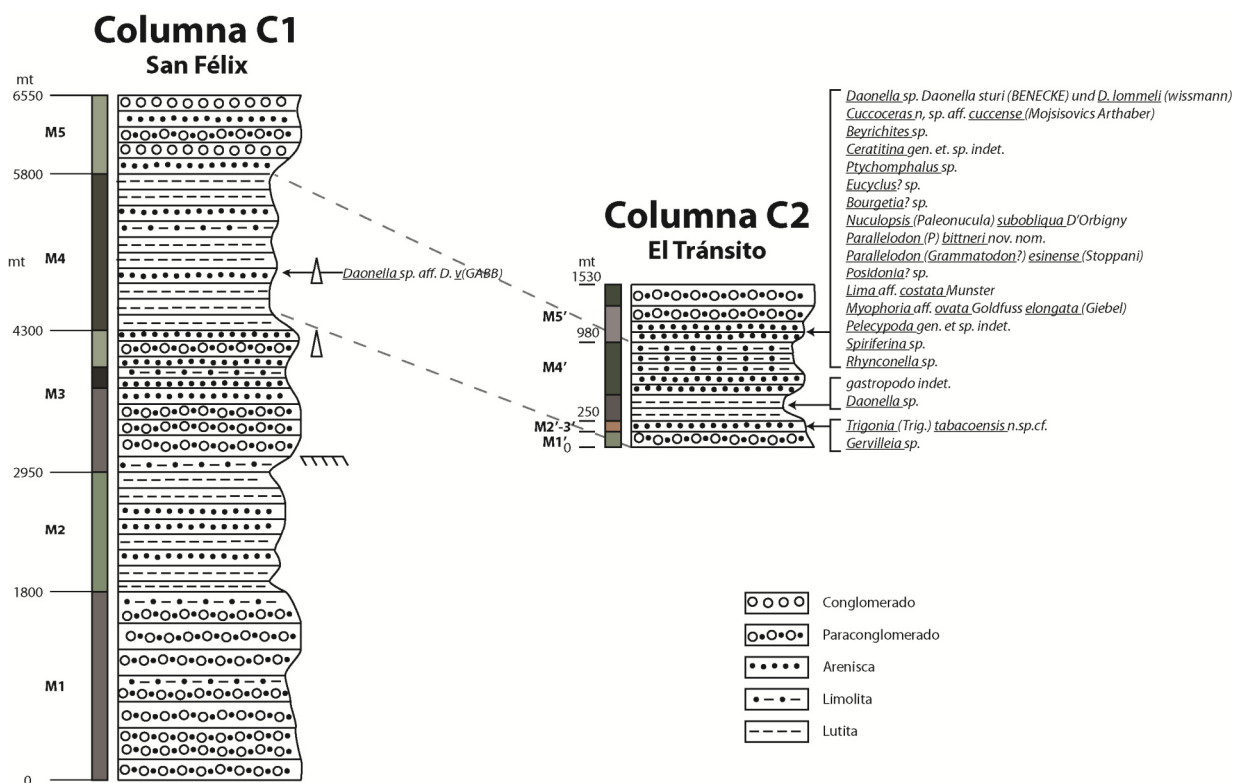 Columna C1
San Félix
mt
6550
M5
5800
mt
M4
4300
M3
2950
M2
1800
M1
0
Daonella sp. aff. D. v(GABB)
Columna C2
El Tránsito
mt
1530
M5'
980
M4'
250
M2'-3'
M1'
0
Daonella sp. Daonella sturi (BENECKE) und D. lommeli (wissmann)
Cuccoceras n, sp. aff. cuccense (Mojsisovics Arthaber)
Beyrichites sp.
Ceratitina gen. et. sp. indet.
Ptychomphalus sp.
Eucyclus? sp.
Bourgetia? sp.
Nuculopsis (Paleonucula) subobliqua D'Orbigny
Parallelodon (P) bittneri nov. nom.
Parallelodon (Grammatodon?) esinense (Stoppani)
Posidonia? sp.
Lima aff. costata Munster
Myophoria aff. ovata Goldfuss elongata (Giebel)
Pelecypoda gen. et sp. indet.
Spiriferina sp.
Rhynconella sp.
gastropodo indet.
Daonella sp.
Trigonia (Trig.) tabacoensis n.sp.cf.
Gervilleia sp.
Conglomerado
Paraconglomerado
Arenisca
Limolita
Lutita